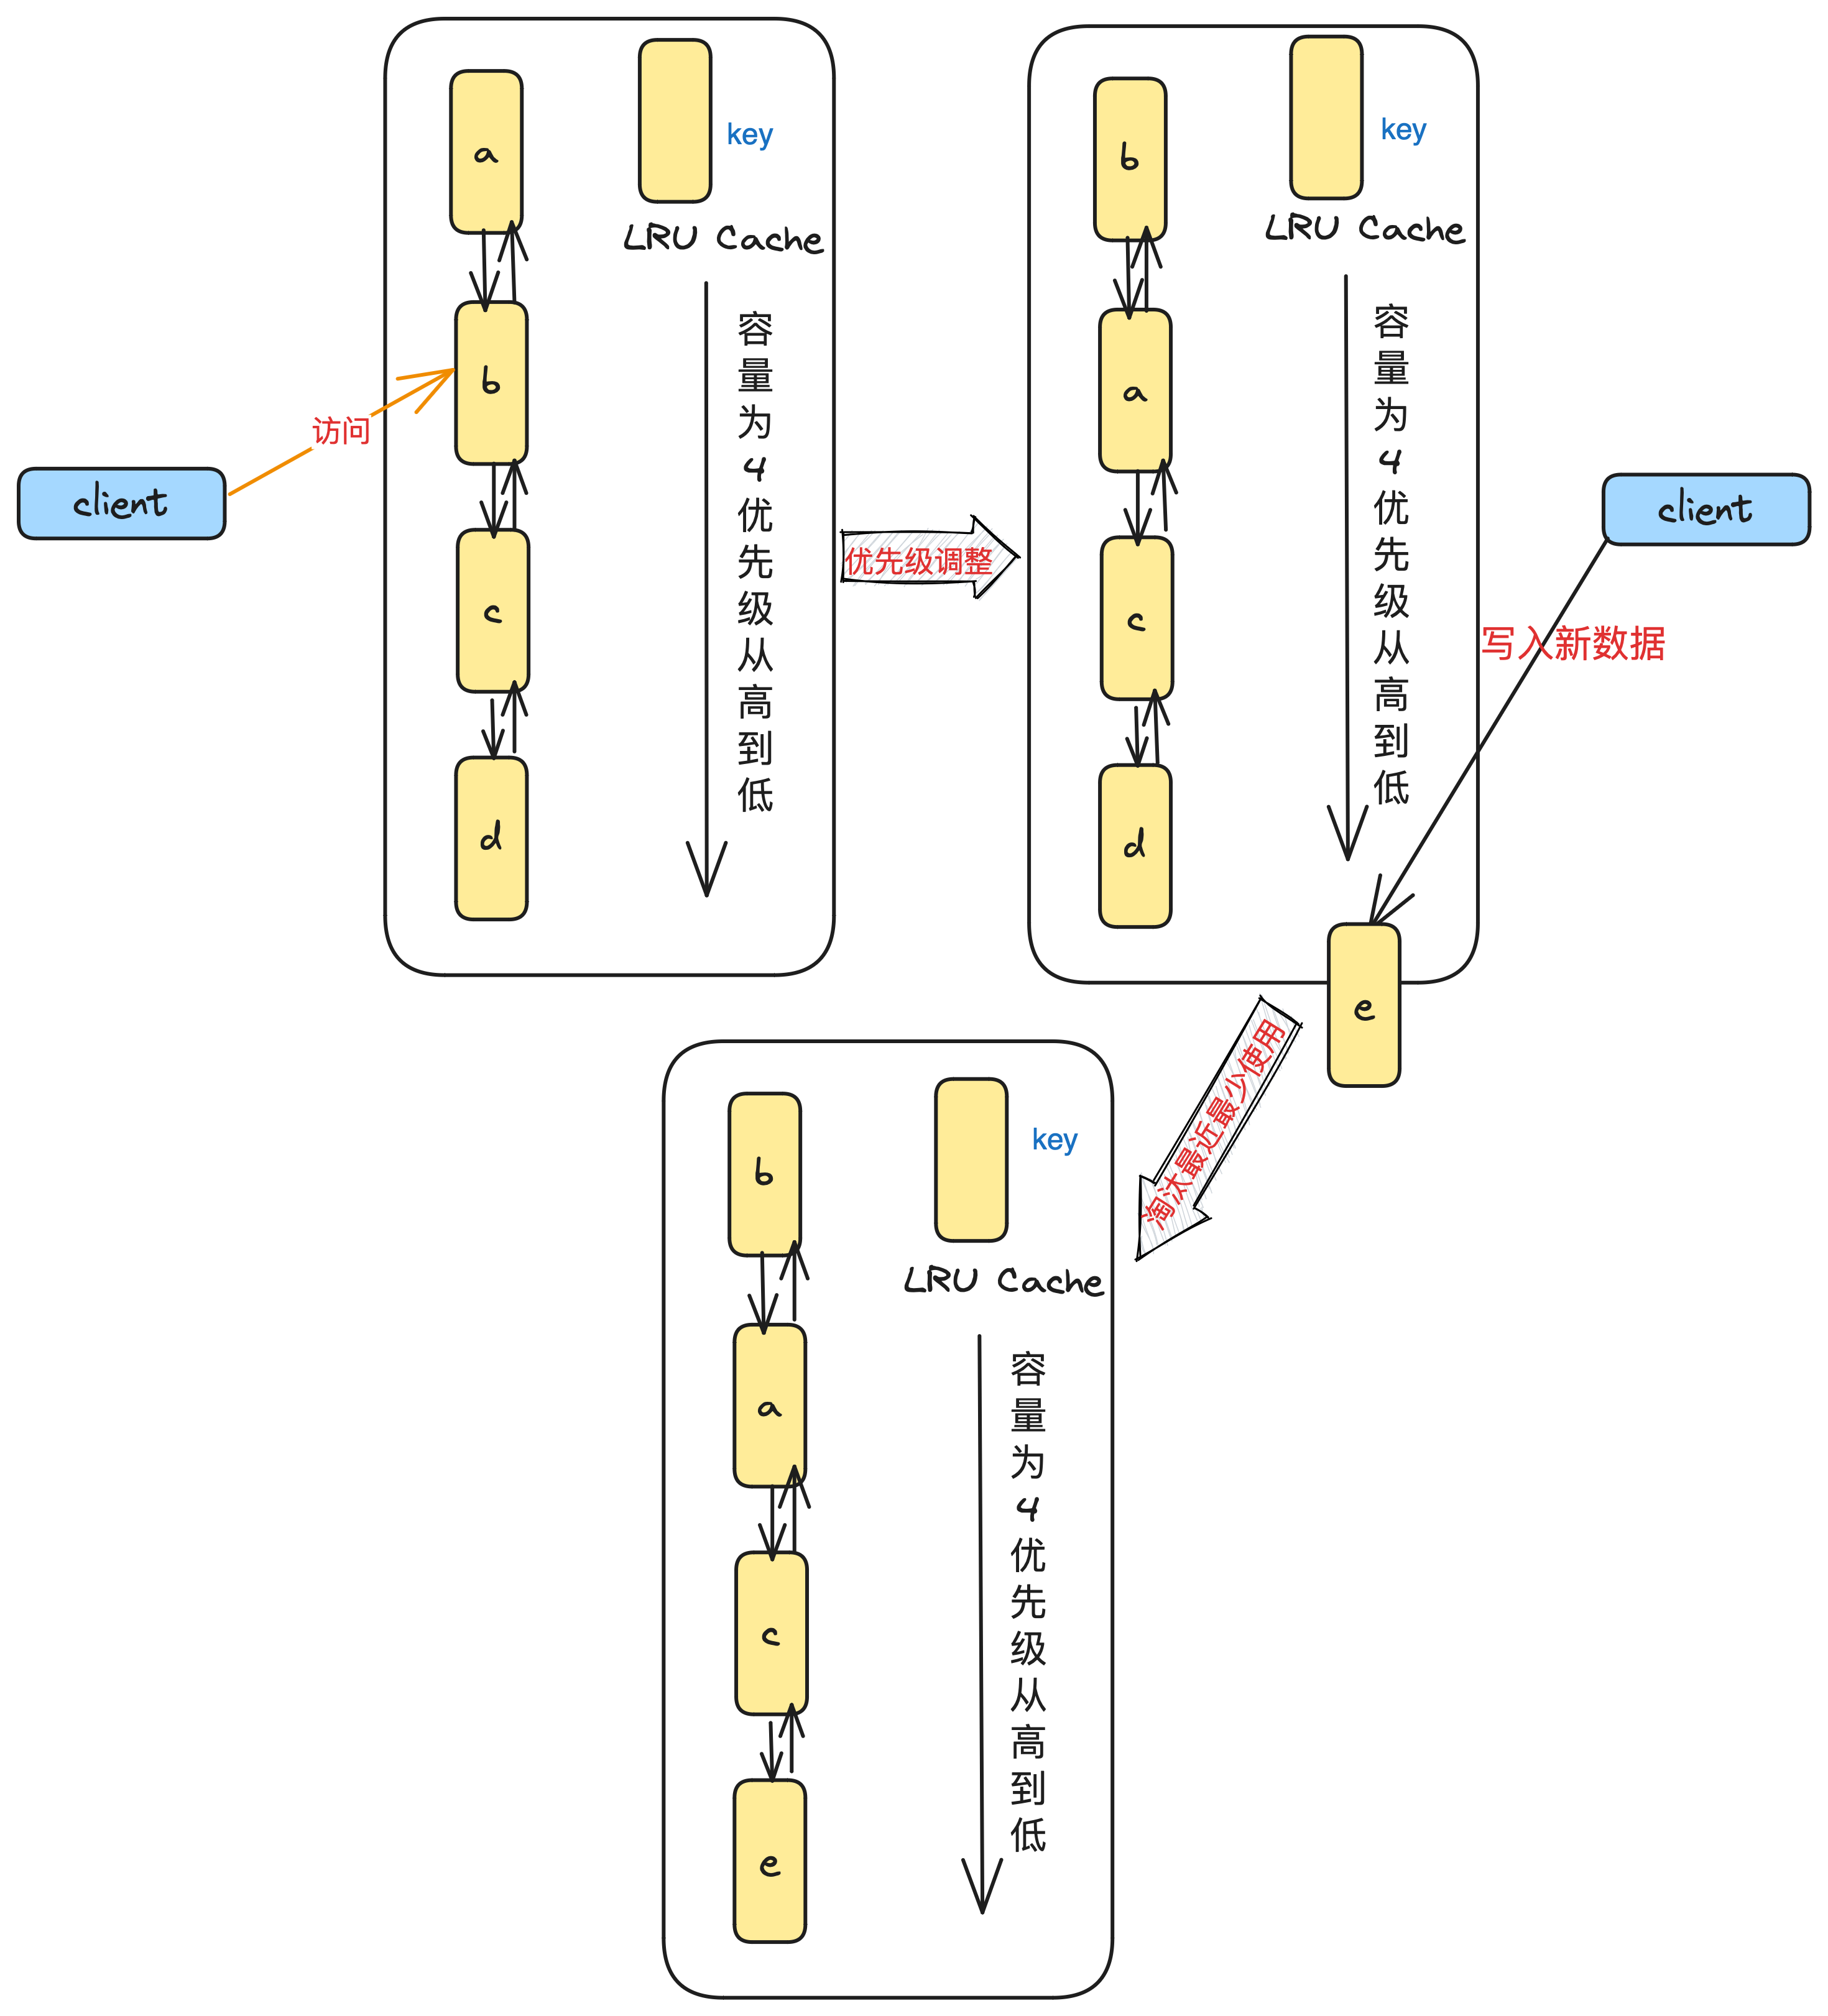 a
key
LRU Cache
b
访问
client
c
d
容量为4优先级从高到低
优先级调整
b
key
LRU Cache
a
c
d
容量为4优先级从高到低
client
写入新数据
e
淘汰最近最少使用
b
key
LRU Cache
a
c
e
容量为4优先级从高到低